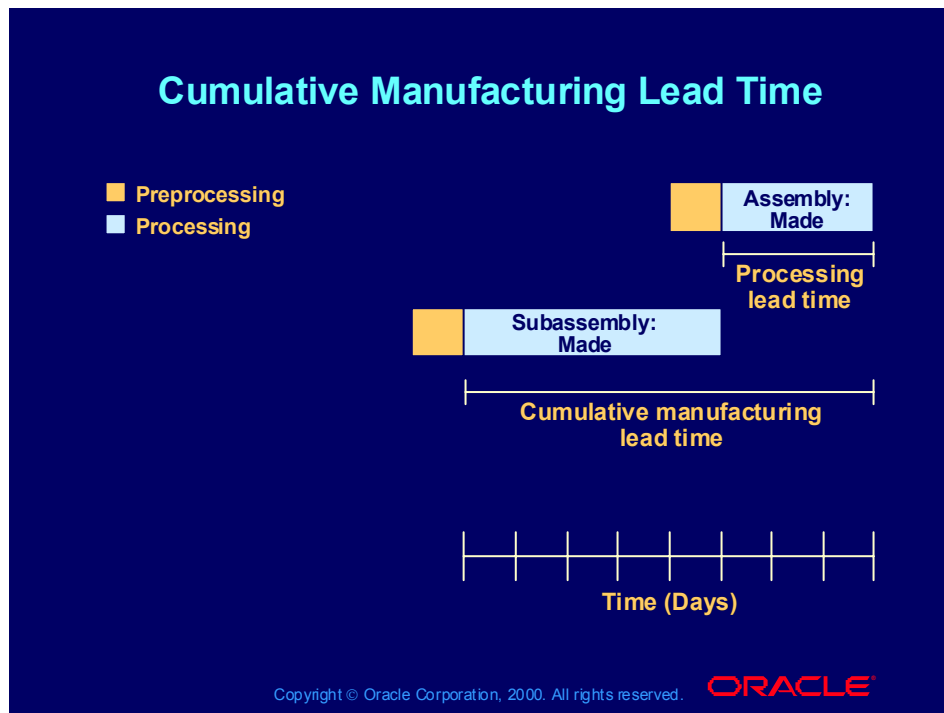 Cumulative Manufacturing Lead Time
Preprocessing
Processing
Assembly:
Made
Processing
lead time
Subassembly:
Made
Cumulative manufacturing
lead time
Time (Days)
Copyright © Oracle Corporation, 2000. All rights reserved.
ORACLE®